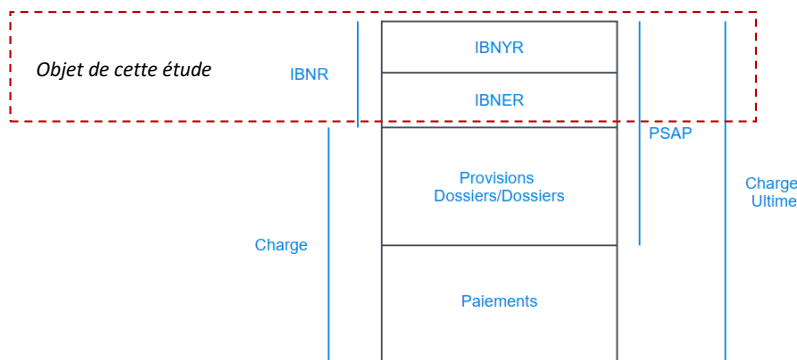 IBNYR
Objet de cette étude
IBNR
IBNER
PSAP
Provisions
Dossiers/Dossiers
Charge
Ultime
Charge
Paiements